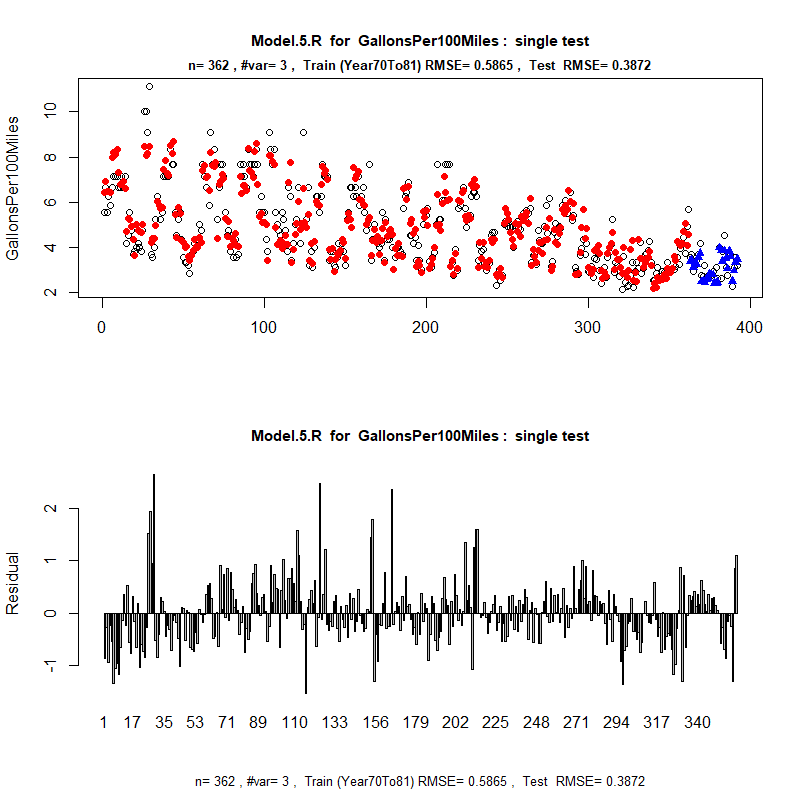 Model.5.R for GallonsPer100Miles : single test
n= 362 , #var= 3 , Train (Year70To81) RMSE= 0.5865 , Test RMSE= 0.3872
GallonsPer100Miles
10
8
6
4
2
0 100 200 300 400
Model.5.R for GallonsPer100Miles : single test
Residual
2
1
0
-1
1 17 35 53 71 89 110 133 156 179 202 225 248 271 294 317 340
n= 362 , #var= 3 , Train (Year70To81) RMSE= 0.5865 , Test RMSE= 0.3872